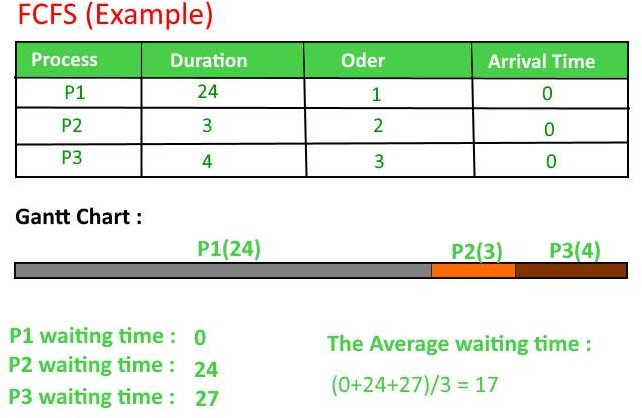 FCFS (Example)
Process Duration Oder Arrival Time
P1 24 1 0
P2 3 2 0
P3 4 3 0
Gantt Chart :
P1(24) P2(3) P3(4)
P1 waiting time : 0
P2 waiting time : 24
P3 waiting time : 27
The Average waiting time :
(0+24+27)/3 = 17